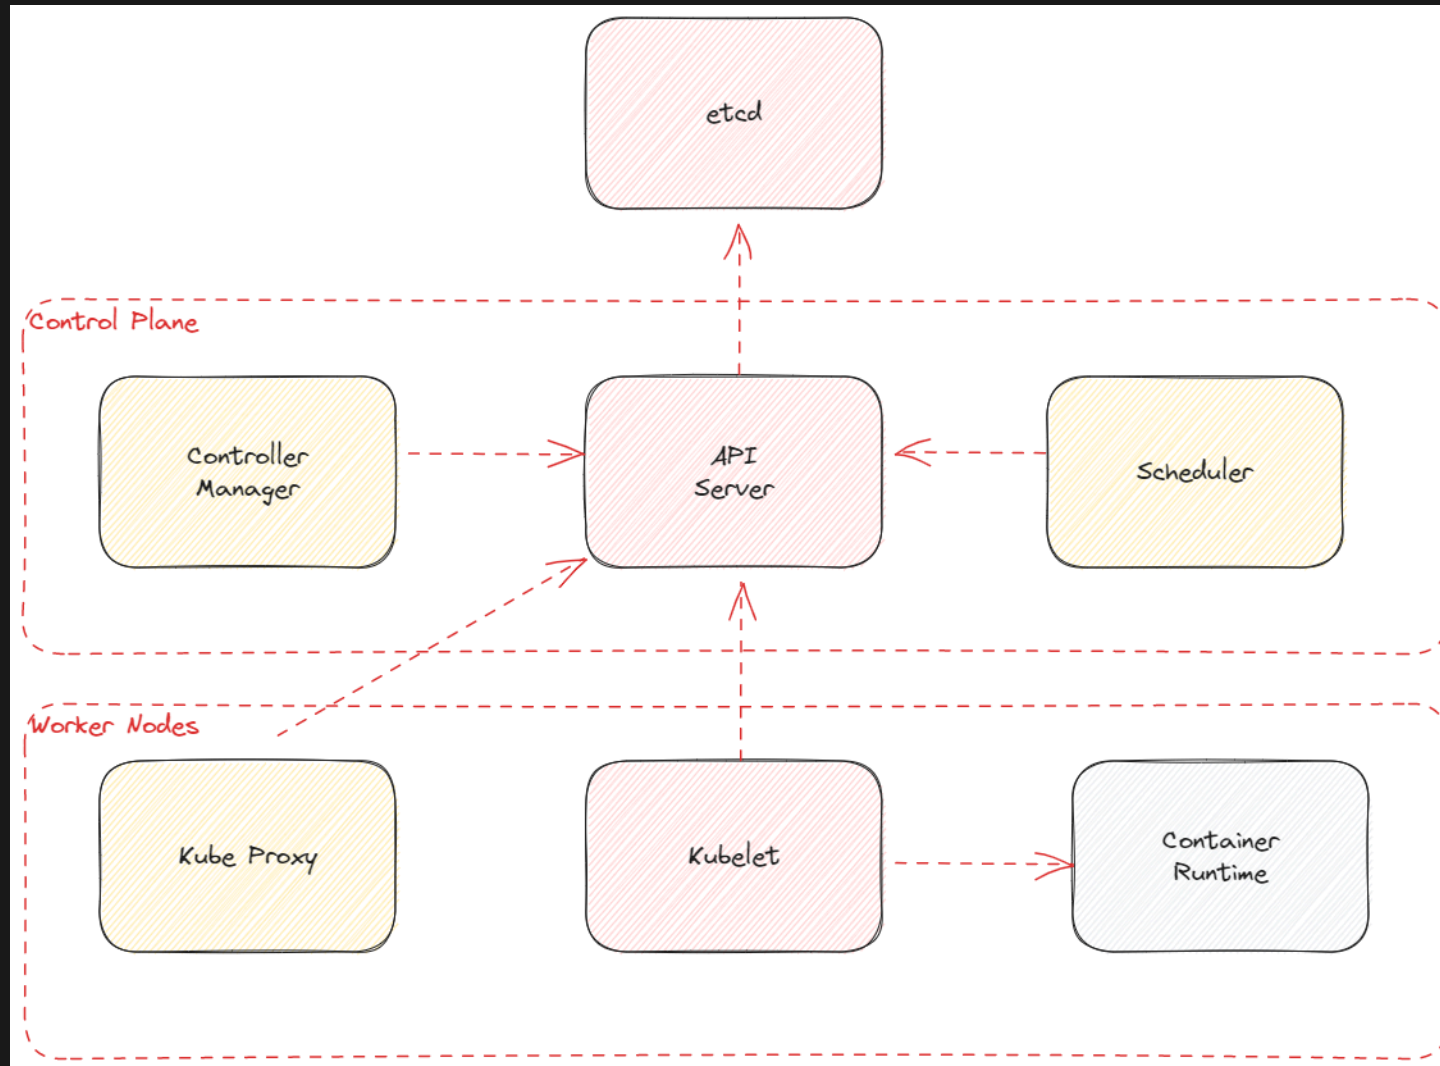 etcd
Control Plane
Controller
Manager
API
Server
Scheduler
Worker Nodes
Kube Proxy
Kubelet
Container
Runtime